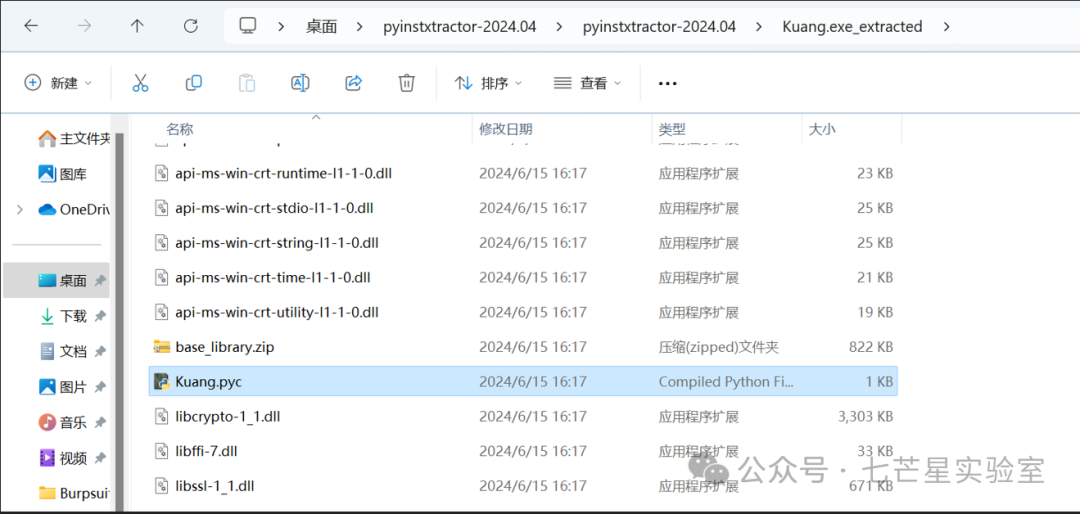 桌面 > pyinstxtractor-2024.04 > pyinstxtractor-2024.04 > Kuang.exe_extracted >
新建 排序 查看 ...
名称 修改日期 类型 大小
主文件夹
图库
OneDriv
桌面
下载
文档
图片
音乐
视频
Burpsui
api-ms-win-crt-runtime-l1-1-0.dll 2024/6/15 16:17 应用程序扩展 23 KB
api-ms-win-crt-stdio-l1-1-0.dll 2024/6/15 16:17 应用程序扩展 25 KB
api-ms-win-crt-string-l1-1-0.dll 2024/6/15 16:17 应用程序扩展 25 KB
api-ms-win-crt-time-l1-1-0.dll 2024/6/15 16:17 应用程序扩展 21 KB
api-ms-win-crt-utility-l1-1-0.dll 2024/6/15 16:17 应用程序扩展 19 KB
base_library.zip 2024/6/15 16:17 压缩(zipped)文件夹 822 KB
Kuang.pyc 2024/6/15 16:17 Compiled Python Fi... 1 KB
libcrypto-1_1.dll 2024/6/15 16:17 应用程序扩展 3,303 KB
libffi-7.dll 2024/6/15 16:17 应用程序扩展 33 KB
libssl-1_1.dll 2024/6/15 16:17 应用程序扩展 671 KB
公众号 · 七芒星实验室